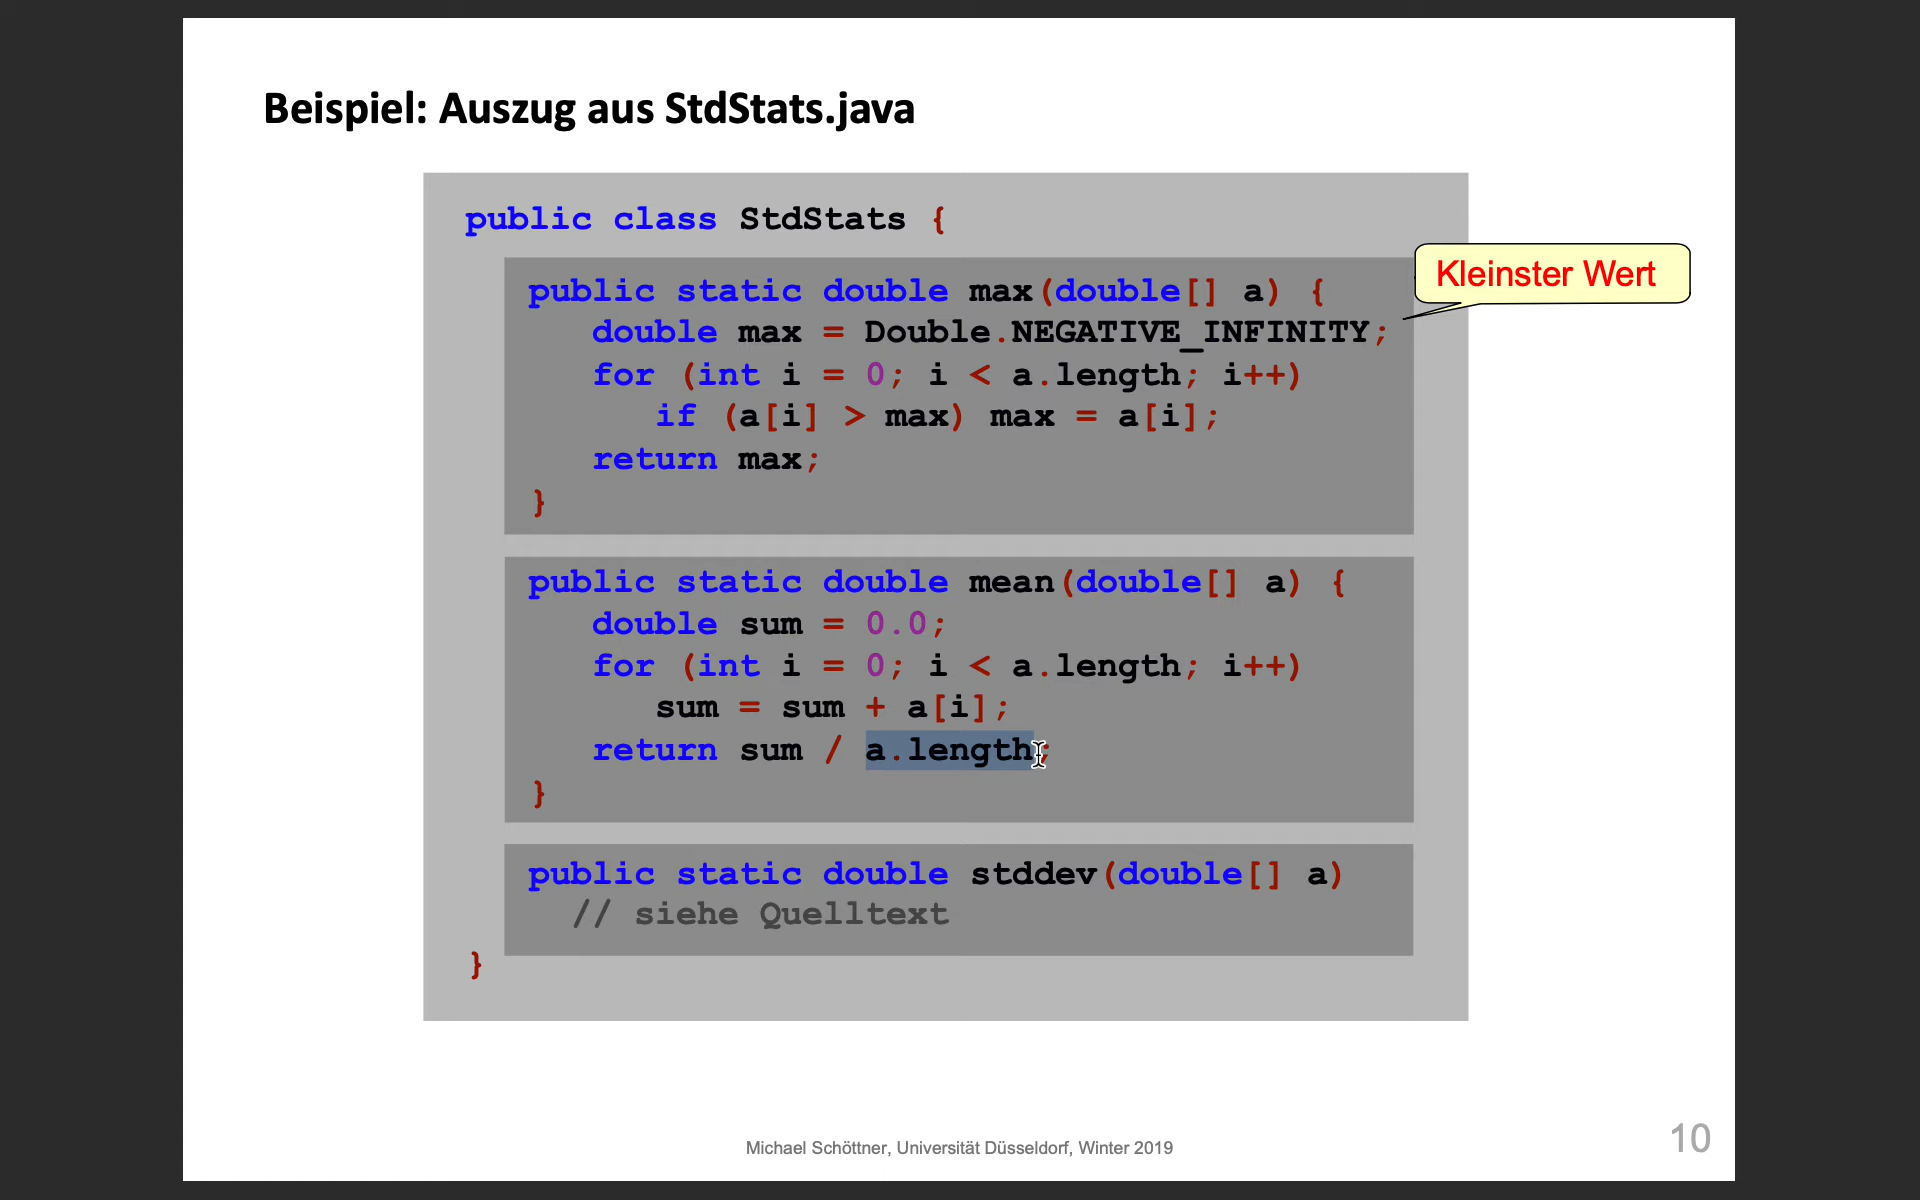 Beispiel: Auszug aus StdStats.java
public class StdStats {
Kleinster Wert
public static double max(double[] a) {
double max = Double.NEGATIVE_INFINITY;
for (int i = 0; i < a.length; i++)
if (a[i] > max) max = a[i];
return max;
}
public static double mean(double[] a) {
double sum = 0.0;
for (int i = 0; i < a.length; i++)
sum = sum + a[i];
return sum / a.length;
}
public static double stddev(double[] a)
// siehe Quelltext
}
Michael Schöttner, Universität Düsseldorf, Winter 2019
10